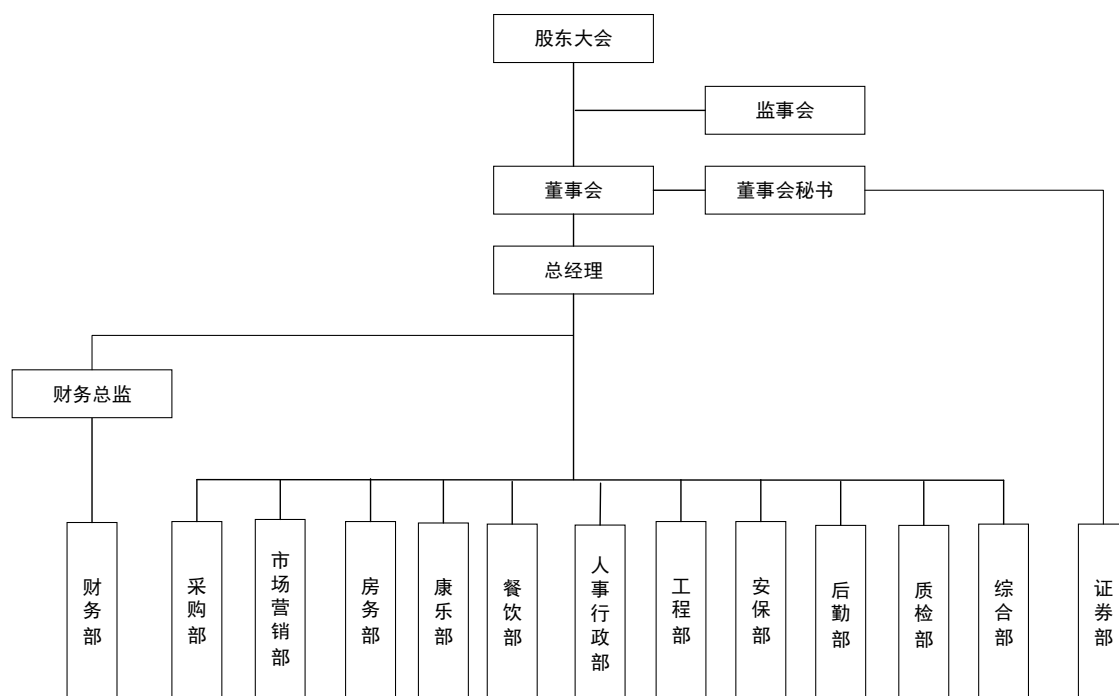 股东大会
监事会
董事会
董事会秘书
总经理
财务总监
财务部
采购部
市场营销部
房务部
康乐部
餐饮部
人事行政部
工程部
安保部
后勤部
质检部
综合部
证券部